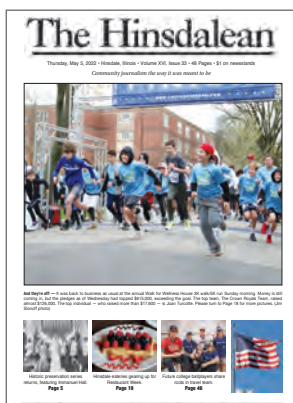 The Hinsdalean
Thursday, May 5, 2022 • Hinsdale, Illinois • Volume XVI, Issue 33 • 48 Pages • $1 on newsstands
Community journalism the way it was meant to be
And they're off! — It was back to business as usual at the annual Walk for Wellness House 3K walk/5K run Sunday morning. Money is still
coming in, but the pledges as of Wednesday had topped $615,000, exceeding the goal. The top team, The Crown Royals Team, raised
almost $126,000. The top individual — who raised more than $17,600 — is Joan Turcotte. Please turn to Page 18 for more pictures. (Jim
Slonoff photo)
Historic preservation series
returns, featuring Immanuel Hall.
Page 5
Hinsdale eateries gearing up for
Restaurant Week.
Page 19
Future college ballplayers share
roots in travel team.
Page 46